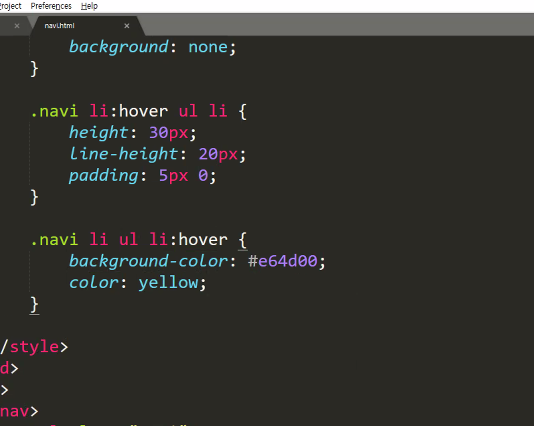 roject Preferences Help
navi.html
background: none;
}
.navi li:hover ul li {
height: 30px;
line-height: 20px;
padding: 5px 0;
}
.navi li ul li:hover {
background-color: #e64d00;
color: yellow;
}
/style>
d>
>
nav>